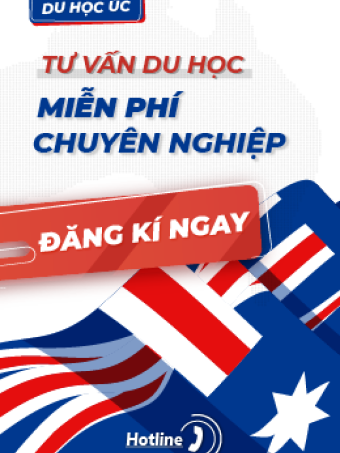 DU HỌC ÚC
TƯ VẤN DU HỌC
MIỄN PHÍ
CHUYÊN NGHIỆP
ĐĂNG KÍ NGAY
Hotline